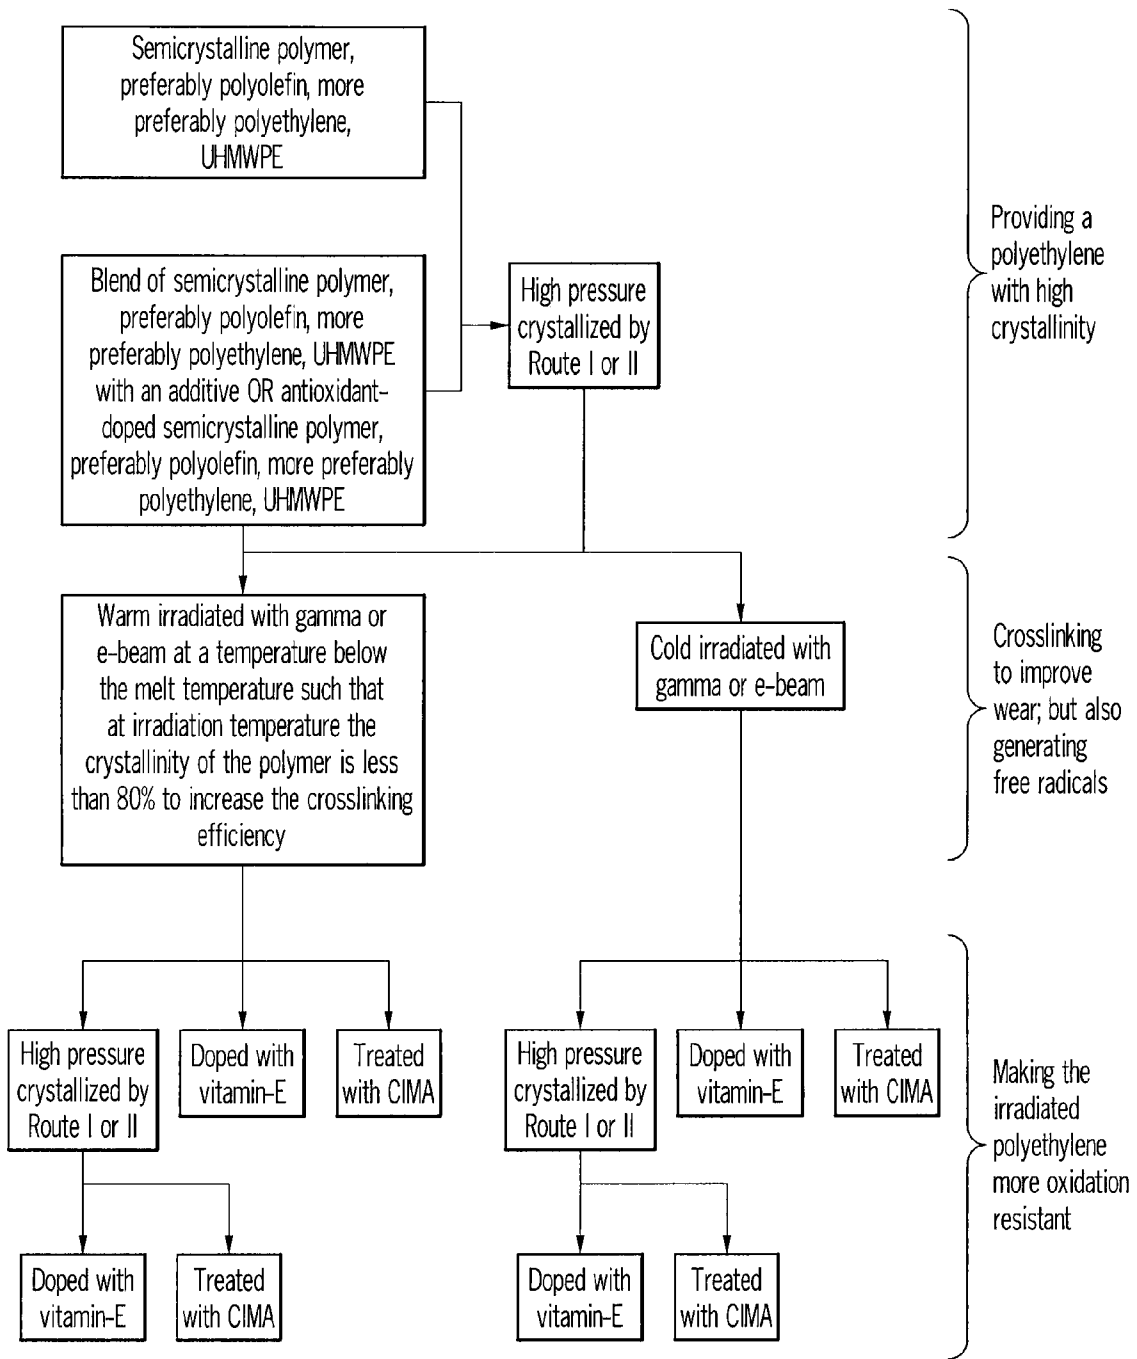 Semicrystalline polymer,
preferably polyolefin, more
preferably polyethylene,
UHMWPE
Blend of semicrystalline polymer,
preferably polyolefin, more
preferably polyethylene, UHMWPE
with an additive OR antioxidant-
doped semicrystalline polymer,
preferably polyolefin, more preferably
polyethylene, UHMWPE
High pressure
crystallized by
Route I or II
Providing a
polyethylene
with high
crystallinity
Warm irradiated with gamma or
e-beam at a temperature below
the melt temperature such that
at irradiation temperature the
crystallinity of the polymer is less
than 80% to increase the crosslinking
efficiency
Cold irradiated with
gamma or e-beam
Crosslinking
to improve
wear; but also
generating
free radicals
High pressure
crystallized by
Route I or II
Doped with
vitamin-E
Treated
with CIMA
High pressure
crystallized by
Route I or II
Doped with
vitamin-E
Treated
with CIMA
Making the
irradiated
polyethylene
more oxidation
resistant
Doped with
vitamin-E
Treated
with CIMA
Doped with
vitamin-E
Treated
with CIMA